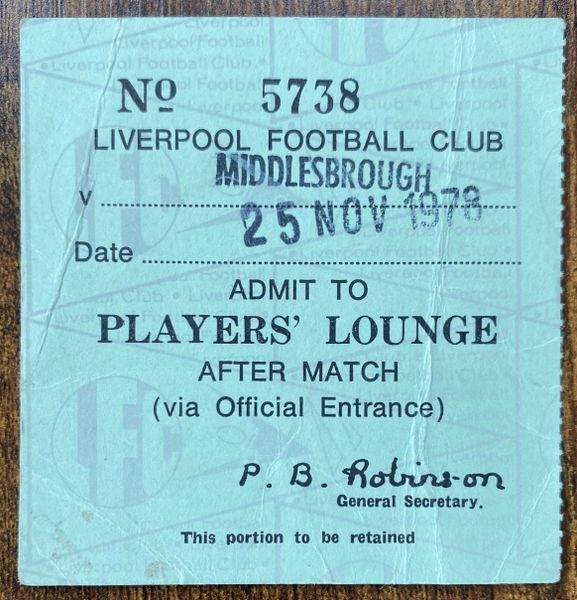 Nº 5738
LIVERPOOL FOOTBALL CLUB
MIDDLESBROUGH
v
25 NOV 1978
Date
ADMIT TO
PLAYERS' LOUNGE
AFTER MATCH
(via Official Entrance)
P. B. Robinson
General Secretary.
This portion to be retained